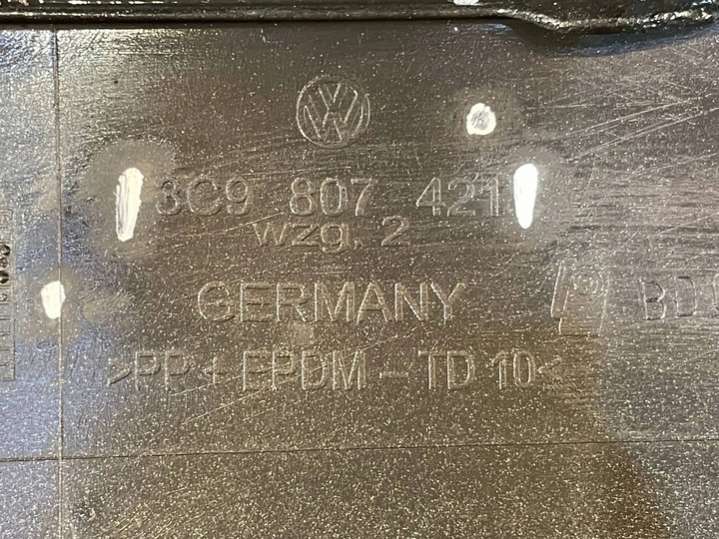 3C9 807 421
wzg. 2
GERMANY
>PP + EPDM – TD 10<